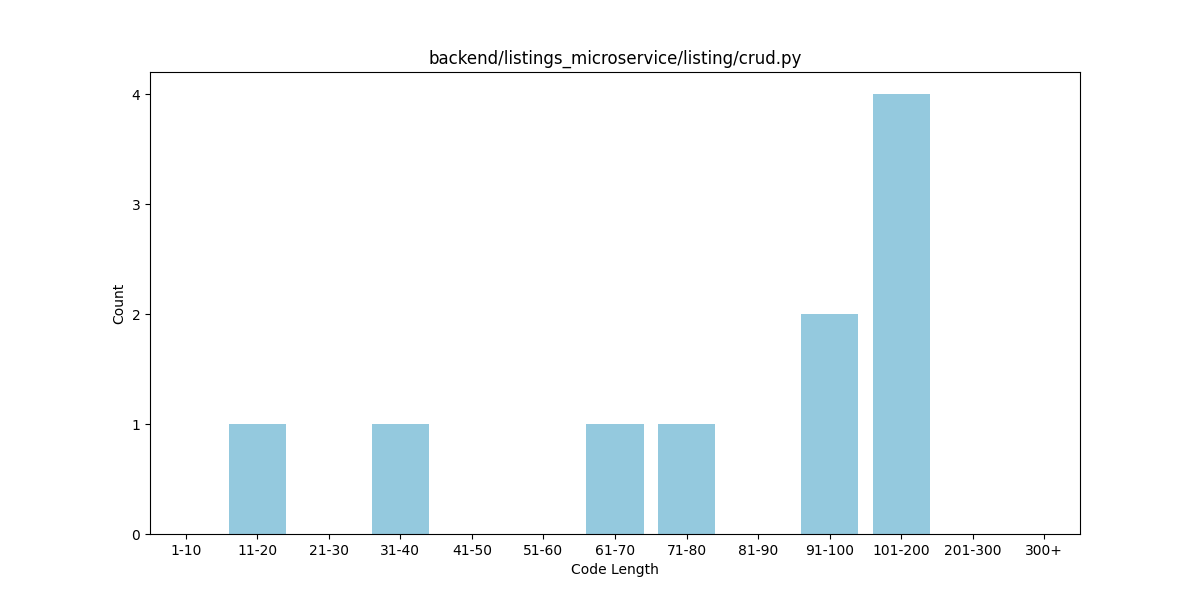 backend/listings_microservice/listing/crud.py
4
3
2
1
0
Count
1-10 11-20 21-30 31-40 41-50 51-60 61-70 71-80 81-90 91-100 101-200 201-300 300+
Code Length